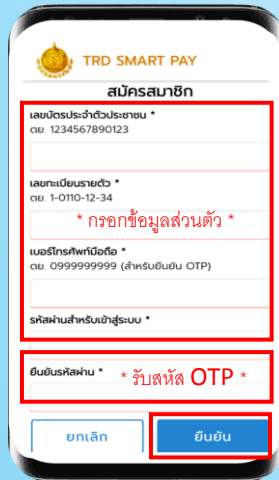 TRD SMART PAY
สมัครสมาชิก
เลขบัตรประจำตัวประชาชน *
ตย. 1234567890123
เลขทะเบียนรายตัว *
ตย. 1-0110-12-34
* กรอกข้อมูลส่วนตัว *
เบอร์โทรศัพท์มือถือ *
ตย. 0999999999 (สำหรับยืนยัน OTP)
รหัสผ่านสำหรับเข้าสู่ระบบ *
ยืนยันรหัสผ่าน *
* รับสหัส OTP *
ยกเลิก
ยืนยัน